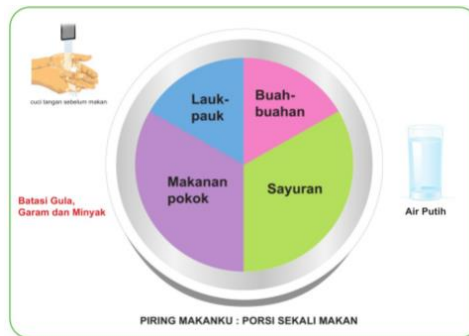 cuci tangan sebelum makan
Lauk-
pauk
Buah-
buahan
Makanan
pokok
Sayuran
Batasi Gula,
Garam dan Minyak
Air Putih
PIRING MAKANKU : PORSI SEKALI MAKAN